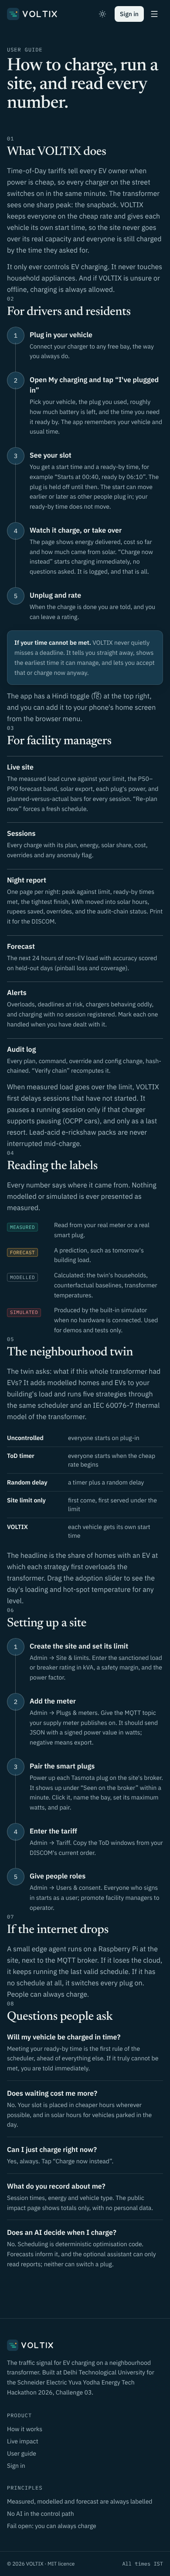 VOLTIX
Sign in
USER GUIDE
How to charge, run a
site, and read every
number.
01
What VOLTIX does
Time-of-Day tariffs tell every EV owner when
power is cheap, so every charger on the street
switches on in the same minute. The transformer
sees one sharp peak: the snapback. VOLTIX
keeps everyone on the cheap rate and gives each
vehicle its own start time, so the site never goes
over its real capacity and everyone is still charged
by the time they asked for.
It only ever controls EV charging. It never touches
household appliances. And if VOLTIX is unsure or
offline, charging is always allowed.
02
For drivers and residents
1
Plug in your vehicle
Connect your charger to any free bay, the way
you always do.
2
Open My charging and tap “I've plugged
in”
Pick your vehicle, the plug you used, roughly
how much battery is left, and the time you need
it ready by. The app remembers your vehicle and
usual time.
3
See your slot
You get a start time and a ready-by time, for
example “Starts at 00:40, ready by 06:10”. The
plug is held off until then. The start can move
earlier or later as other people plug in; your
ready-by time does not move.
4
Watch it charge, or take over
The page shows energy delivered, cost so far
and how much came from solar. “Charge now
instead” starts charging immediately, no
questions asked. It is logged, and that is all.
5
Unplug and rate
When the charge is done you are told, and you
can leave a rating.
If your time cannot be met. VOLTIX never quietly
misses a deadline. It tells you straight away, shows
the earliest time it can manage, and lets you accept
that or charge now anyway.
The app has a Hindi toggle (हिं) at the top right,
and you can add it to your phone's home screen
from the browser menu.
03
For facility managers
Live site
The measured load curve against your limit, the P50–
P90 forecast band, solar export, each plug's power, and
planned-versus-actual bars for every session. “Re-plan
now” forces a fresh schedule.
Sessions
Every charge with its plan, energy, solar share, cost,
overrides and any anomaly flag.
Night report
One page per night: peak against limit, ready-by times
met, the tightest finish, kWh moved into solar hours,
rupees saved, overrides, and the audit-chain status. Print
it for the DISCOM.
Forecast
The next 24 hours of non-EV load with accuracy scored
on held-out days (pinball loss and coverage).
Alerts
Overloads, deadlines at risk, chargers behaving oddly,
and charging with no session registered. Mark each one
handled when you have dealt with it.
Audit log
Every plan, command, override and config change, hash-
chained. “Verify chain” recomputes it.
When measured load goes over the limit, VOLTIX
first delays sessions that have not started. It
pauses a running session only if that charger
supports pausing (OCPP cars), and only as a last
resort. Lead-acid e-rickshaw packs are never
interrupted mid-charge.
04
Reading the labels
Every number says where it came from. Nothing
modelled or simulated is ever presented as
measured.
MEASURED
Read from your real meter or a real
smart plug.
FORECAST
A prediction, such as tomorrow's
building load.
MODELLED
Calculated: the twin's households,
counterfactual baselines, transformer
temperatures.
SIMULATED
Produced by the built-in simulator
when no hardware is connected. Used
for demos and tests only.
05
The neighbourhood twin
The twin asks: what if this whole transformer had
EVs? It adds modelled homes and EVs to your
building's load and runs five strategies through
the same scheduler and an IEC 60076-7 thermal
model of the transformer.
Uncontrolled
everyone starts on plug-in
ToD timer
everyone starts when the cheap
rate begins
Random delay
a timer plus a random delay
Site limit only
first come, first served under the
limit
VOLTIX
each vehicle gets its own start
time
The headline is the share of homes with an EV at
which each strategy first overloads the
transformer. Drag the adoption slider to see the
day's loading and hot-spot temperature for any
level.
06
Setting up a site
1
Create the site and set its limit
Admin → Site & limits. Enter the sanctioned load
or breaker rating in kVA, a safety margin, and the
power factor.
2
Add the meter
Admin → Plugs & meters. Give the MQTT topic
your supply meter publishes on. It should send
JSON with a signed power value in watts;
negative means export.
3
Pair the smart plugs
Power up each Tasmota plug on the site's broker.
It shows up under “Seen on the broker” within a
minute. Click it, name the bay, set its maximum
watts, and pair.
4
Enter the tariff
Admin → Tariff. Copy the ToD windows from your
DISCOM's current order.
5
Give people roles
Admin → Users & consent. Everyone who signs
in starts as a user; promote facility managers to
operator.
07
If the internet drops
A small edge agent runs on a Raspberry Pi at the
site, next to the MQTT broker. If it loses the cloud,
it keeps running the last valid schedule. If it has
no schedule at all, it switches every plug on.
People can always charge.
08
Questions people ask
Will my vehicle be charged in time?
Meeting your ready-by time is the first rule of the
scheduler, ahead of everything else. If it truly cannot be
met, you are told immediately.
Does waiting cost me more?
No. Your slot is placed in cheaper hours wherever
possible, and in solar hours for vehicles parked in the
day.
Can I just charge right now?
Yes, always. Tap “Charge now instead”.
What do you record about me?
Session times, energy and vehicle type. The public
impact page shows totals only, with no personal data.
Does an AI decide when I charge?
No. Scheduling is deterministic optimisation code.
Forecasts inform it, and the optional assistant can only
read reports; neither can switch a plug.
VOLTIX
The traffic signal for EV charging on a neighbourhood
transformer. Built at Delhi Technological University for
the Schneider Electric Yuva Yodha Energy Tech
Hackathon 2026, Challenge 03.
PRODUCT
How it works
Live impact
User guide
Sign in
PRINCIPLES
Measured, modelled and forecast are always labelled
No AI in the control path
Fail open: you can always charge
© 2026 VOLTIX · MIT licence
All times IST